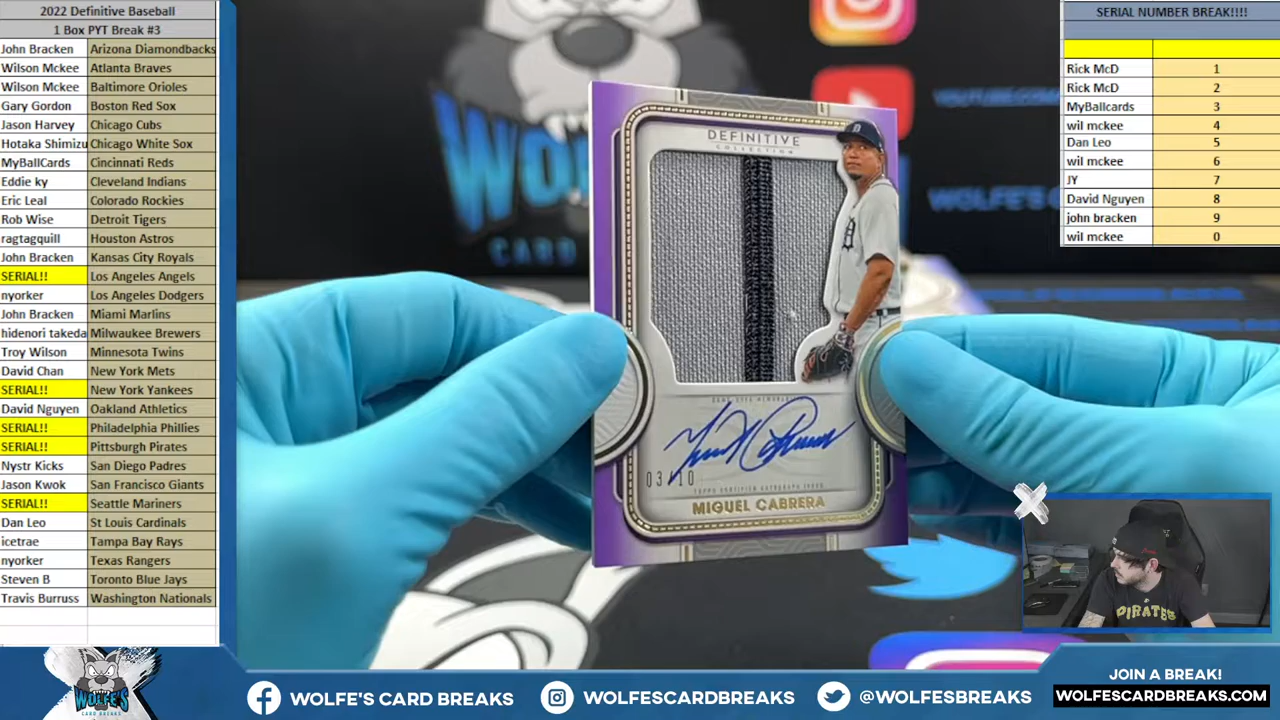 2022 Definitive Baseball
1 Box PYT Break #3
John Bracken Arizona Diamondbacks
Wilson Mckee Atlanta Braves
Wilson Mckee Baltimore Orioles
Gary Gordon Boston Red Sox
Jason Harvey Chicago Cubs
Hotaka Shimizu Chicago White Sox
MyBallCards Cincinnati Reds
Eddie ky Cleveland Indians
Eric Leal Colorado Rockies
Rob Wise Detroit Tigers
ragtagquill Houston Astros
John Bracken Kansas City Royals
SERIAL!! Los Angeles Angels
nyorker Los Angeles Dodgers
John Bracken Miami Marlins
hidenori takeda Milwaukee Brewers
Troy Wilson Minnesota Twins
David Chan New York Mets
SERIAL!! New York Yankees
David Nguyen Oakland Athletics
SERIAL!! Philadelphia Phillies
SERIAL!! Pittsburgh Pirates
Nystr Kicks San Diego Padres
Jason Kwok San Francisco Giants
SERIAL!! Seattle Mariners
Dan Leo St Louis Cardinals
icetrae Tampa Bay Rays
nyorker Texas Rangers
Steven B Toronto Blue Jays
Travis Burruss Washington Nationals
DEFINITIVE
COLLECTION
D
03/10
TOPPS CERTIFIED AUTOGRAPH ISSUE
MIGUEL CABRERA
SERIAL NUMBER BREAK!!!!
Rick McD 1
Rick McD 2
MyBallcards 3
wil mckee 4
Dan Leo 5
wil mckee 6
JY 7
David Nguyen 8
john bracken 9
wil mckee 0
PIRATES
WOLFE'S
CARD BREAKS
WOLFE'S CARD BREAKS
WOLFESCARDBREAKS
@WOLFESBREAKS
JOIN A BREAK!
WOLFESCARDBREAKS.COM